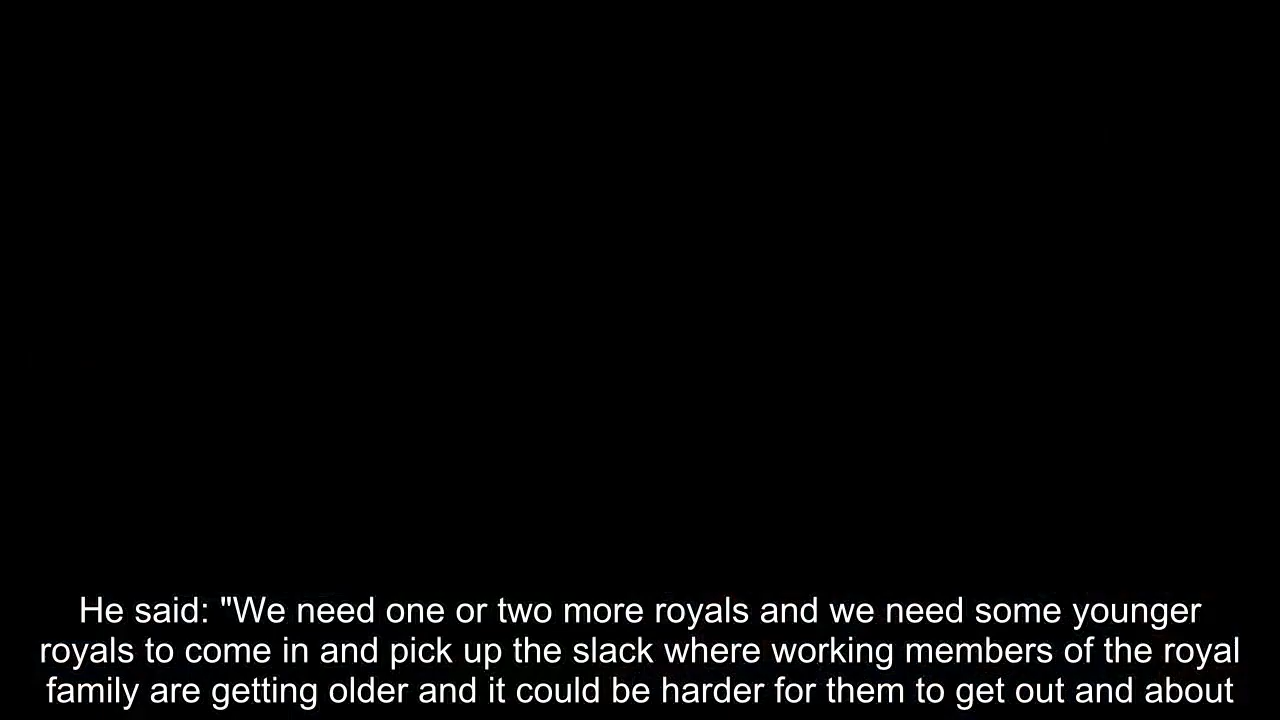 He said: "We need one or two more royals and we need some younger
royals to come in and pick up the slack where working members of the royal
family are getting older and it could be harder for them to get out and about